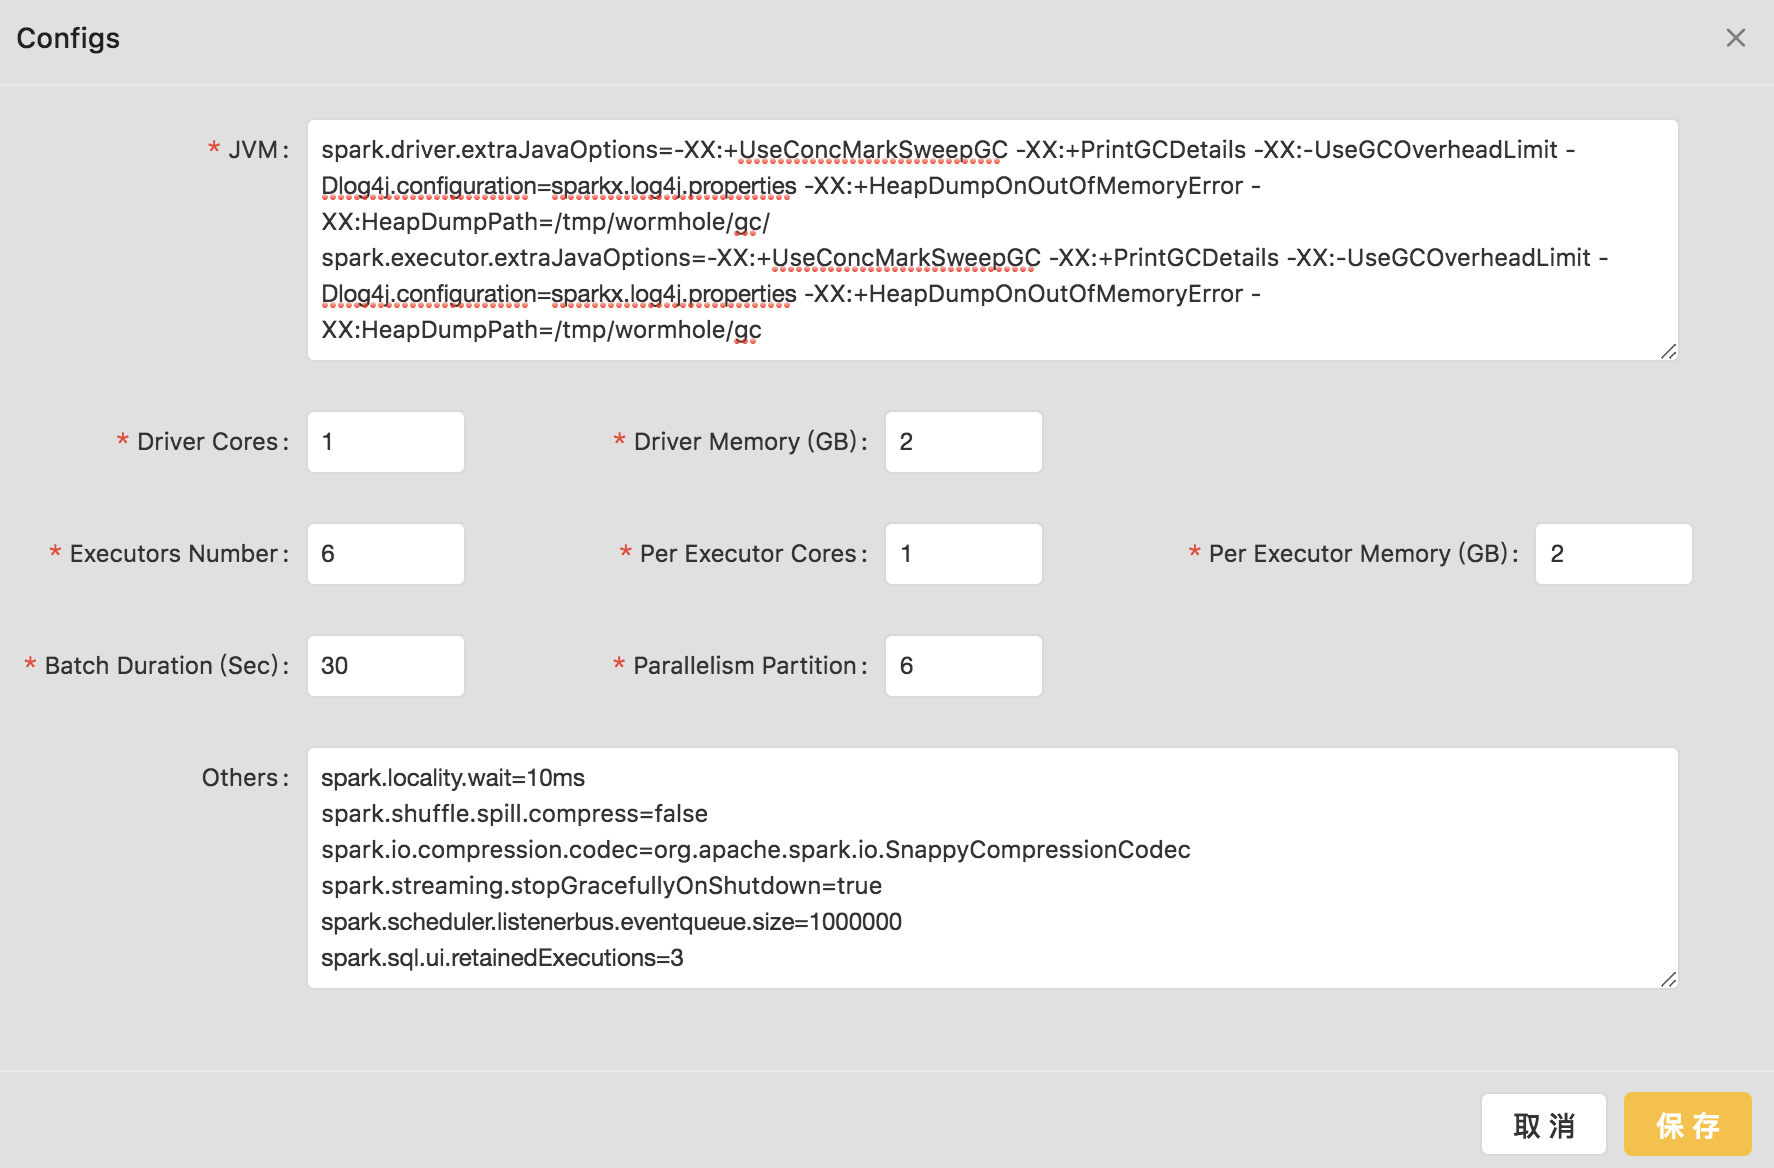 Configs
* JVM :
spark.driver.extraJavaOptions=-XX:+UseConcMarkSweepGC -XX:+PrintGCDetails -XX:-UseGCOverheadLimit -
Dlog4j.configuration=sparkx.log4j.properties -XX:+HeapDumpOnOutOfMemoryError -
XX:HeapDumpPath=/tmp/wormhole/gc/
spark.executor.extraJavaOptions=-XX:+UseConcMarkSweepGC -XX:+PrintGCDetails -XX:-UseGCOverheadLimit -
Dlog4j.configuration=sparkx.log4j.properties -XX:+HeapDumpOnOutOfMemoryError -
XX:HeapDumpPath=/tmp/wormhole/gc
* Driver Cores : 1 * Driver Memory (GB) : 2
* Executors Number : 6 * Per Executor Cores : 1 * Per Executor Memory (GB) : 2
* Batch Duration (Sec) : 30 * Parallelism Partition : 6
Others :
spark.locality.wait=10ms
spark.shuffle.spill.compress=false
spark.io.compression.codec=org.apache.spark.io.SnappyCompressionCodec
spark.streaming.stopGracefullyOnShutdown=true
spark.scheduler.listenerbus.eventqueue.size=1000000
spark.sql.ui.retainedExecutions=3
取 消 保 存